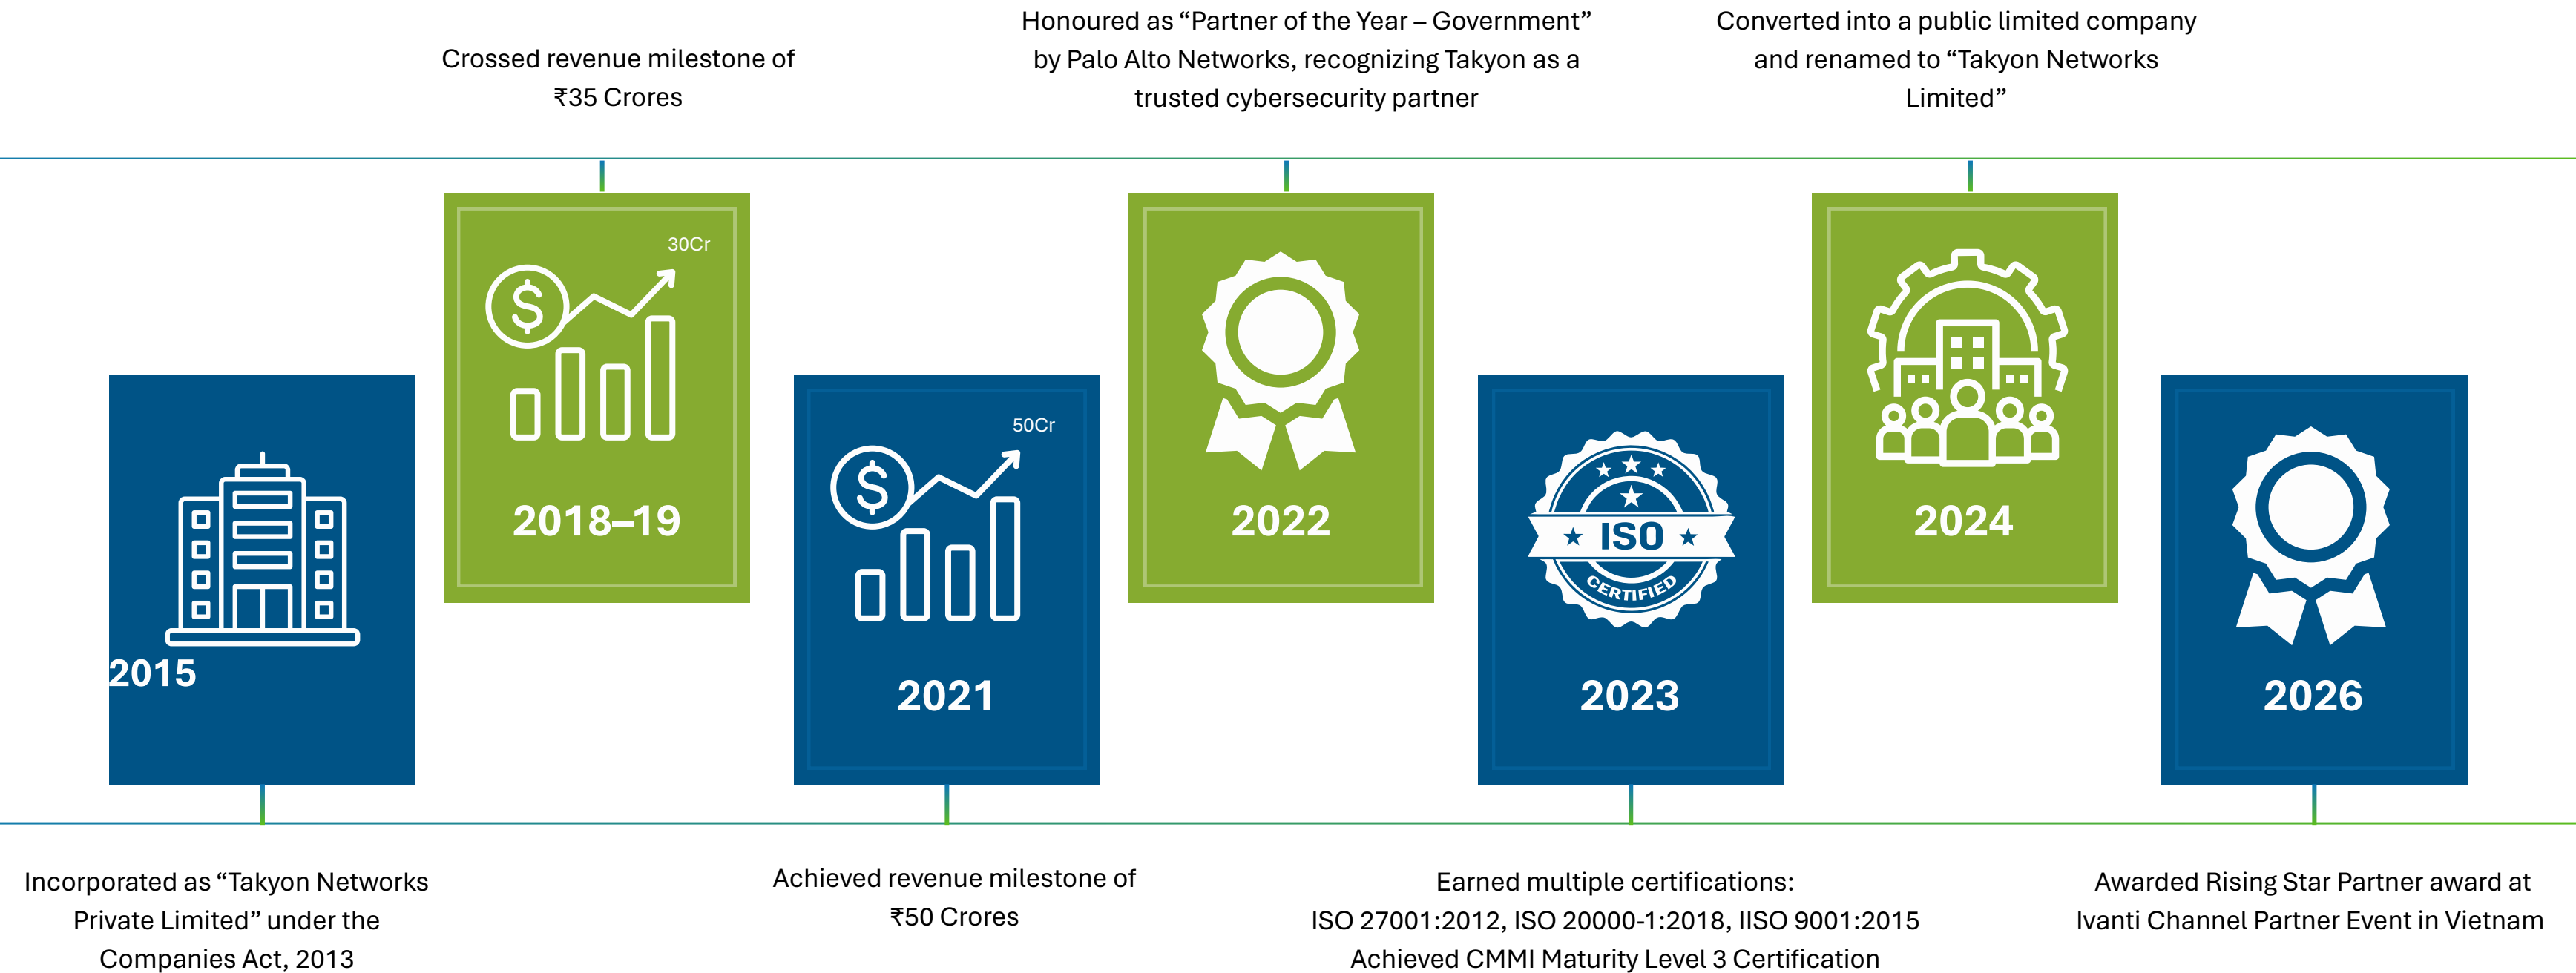 Crossed revenue milestone of
₹35 Crores
Honoured as “Partner of the Year – Government”
by Palo Alto Networks, recognizing Takyon as a
trusted cybersecurity partner
Converted into a public limited company
and renamed to “Takyon Networks
Limited”
30Cr
2018–19
2022
2024
2015
50Cr
2021
ISO
CERTIFIED
2023
2026
Incorporated as “Takyon Networks
Private Limited” under the
Companies Act, 2013
Achieved revenue milestone of
₹50 Crores
Earned multiple certifications:
ISO 27001:2012, ISO 20000-1:2018, IISO 9001:2015
Achieved CMMI Maturity Level 3 Certification
Awarded Rising Star Partner award at
Ivanti Channel Partner Event in Vietnam